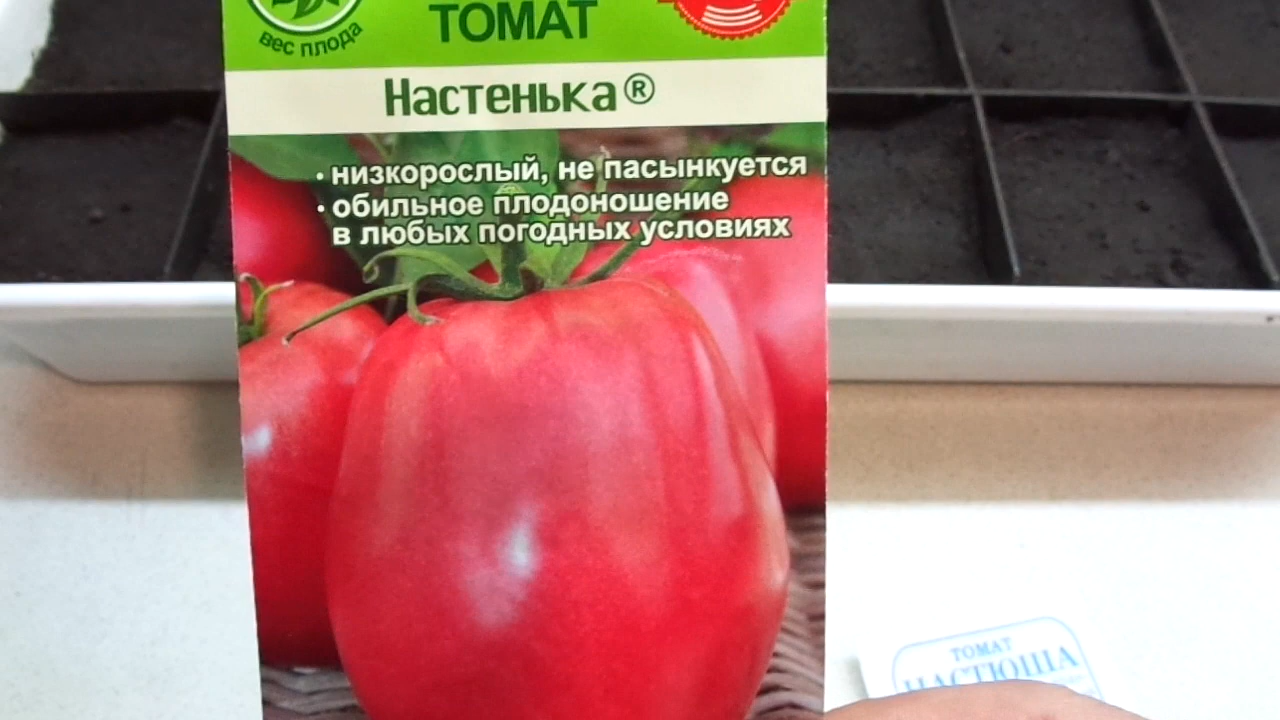 вес плода
ТОМАТ
Настенька®
• низкорослый, не пасынкуется
• обильное плодоношение
в любых погодных условиях
ТОМАТ
НАСТЮША